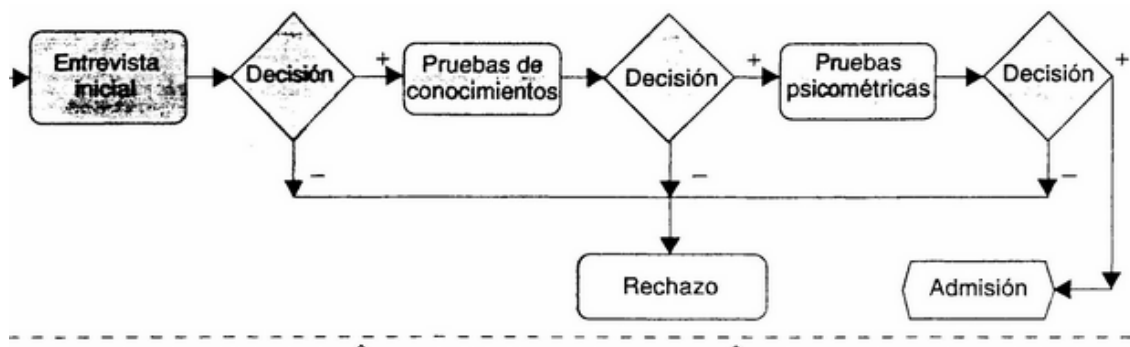 Entrevista
inicial
Decisión
+
Pruebas de
conocimientos
Decisión
+
Pruebas
psicométricas
Decisión
+
–
–
–
Rechazo
Admisión